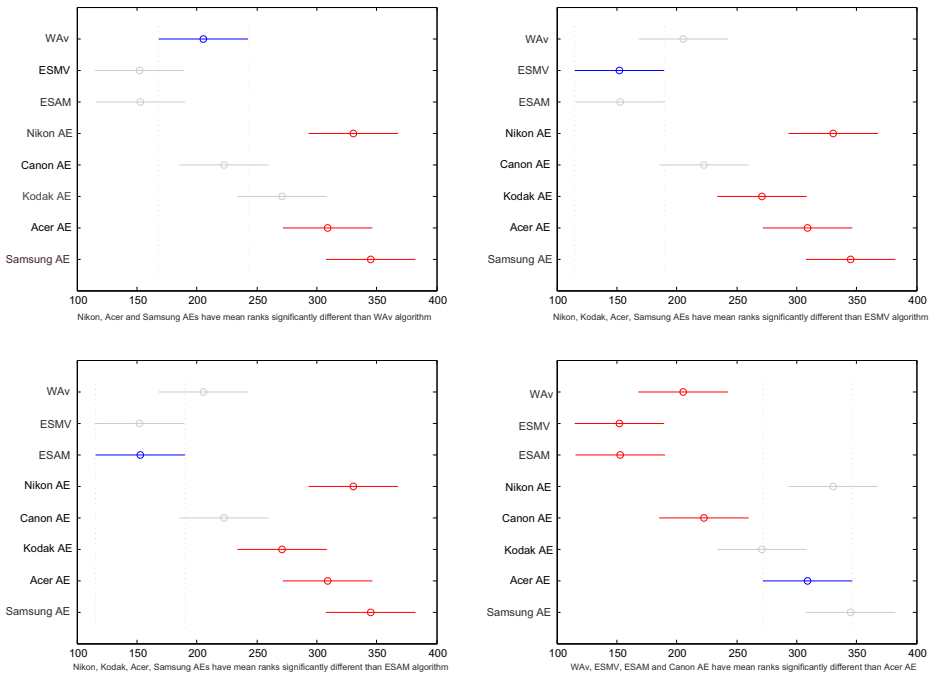 WAv
ESMV
ESAM
Nikon AE
Canon AE
Kodak AE
Acer AE
Samsung AE
100 150 200 250 300 350 400
Nikon, Acer and Samsung AEs have mean ranks significantly different than WAv algorithm
WAv
ESMV
ESAM
Nikon AE
Canon AE
Kodak AE
Acer AE
Samsung AE
100 150 200 250 300 350 400
Nikon, Kodak, Acer, Samsung AEs have mean ranks significantly different than ESMV algorithm
WAv
ESMV
ESAM
Nikon AE
Canon AE
Kodak AE
Acer AE
Samsung AE
100 150 200 250 300 350 400
Nikon, Kodak, Acer, Samsung AEs have mean ranks significantly different than ESAM algorithm
WAv
ESMV
ESAM
Nikon AE
Canon AE
Kodak AE
Acer AE
Samsung AE
100 150 200 250 300 350 400
WAv, ESMV, ESAM and Canon AE have mean ranks significantly different than Acer AE